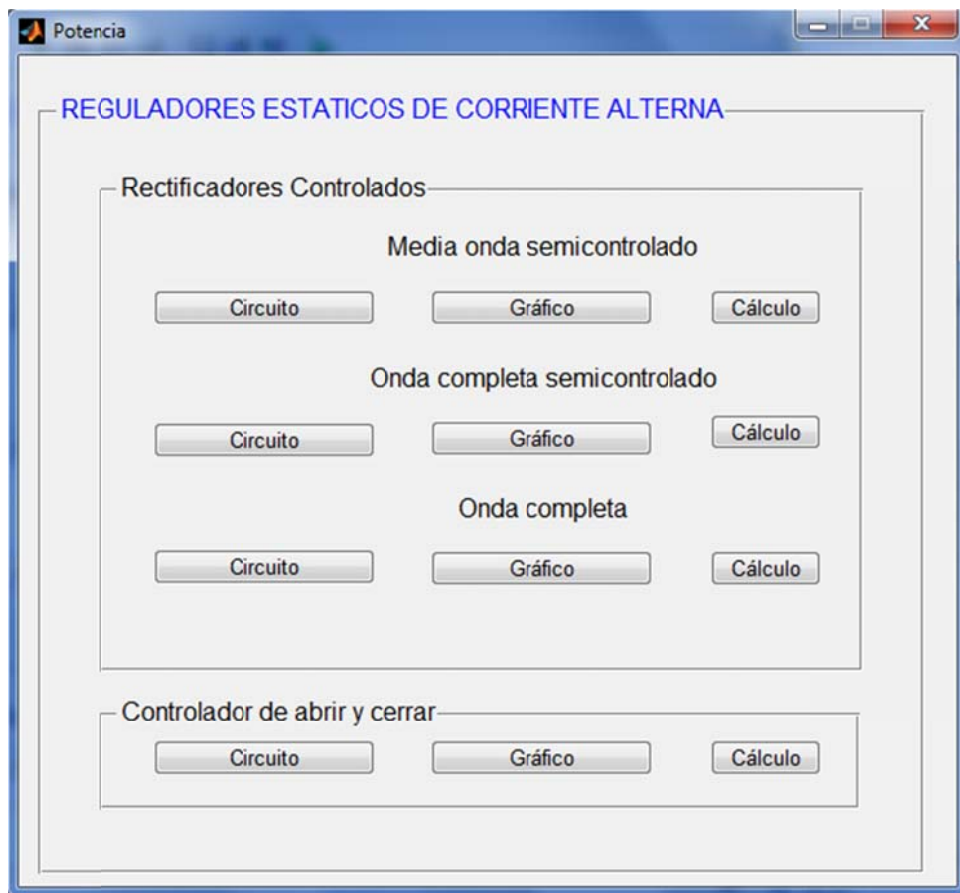 Potencia
REGULADORES ESTATICOS DE CORRIENTE ALTERNA
Rectificadores Controlados
Media onda semicontrolado
Circuito Gráfico Cálculo
Onda completa semicontrolado
Circuito Gráfico Cálculo
Onda completa
Circuito Gráfico Cálculo
Controlador de abrir y cerrar
Circuito Gráfico Cálculo